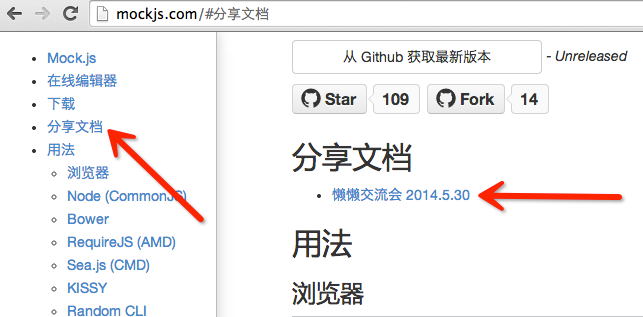 mockjs.com/#分享文档
Mock.js
在线编辑器
下载
分享文档
用法
浏览器
Node (CommonJS)
Bower
RequireJS (AMD)
Sea.js (CMD)
KISSY
Random CLI
从 Github 获取最新版本 - Unreleased
Star 109 Fork 14
分享文档
懒懒交流会 2014.5.30
用法
浏览器